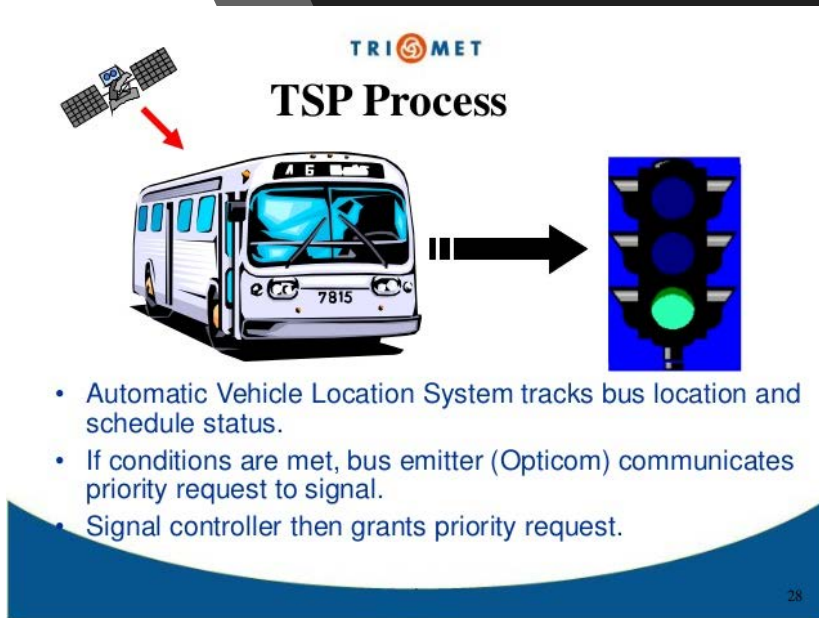 TRI MET
TSP Process
7815
• Automatic Vehicle Location System tracks bus location and
schedule status.
• If conditions are met, bus emitter (Opticom) communicates
priority request to signal.
• Signal controller then grants priority request.
28